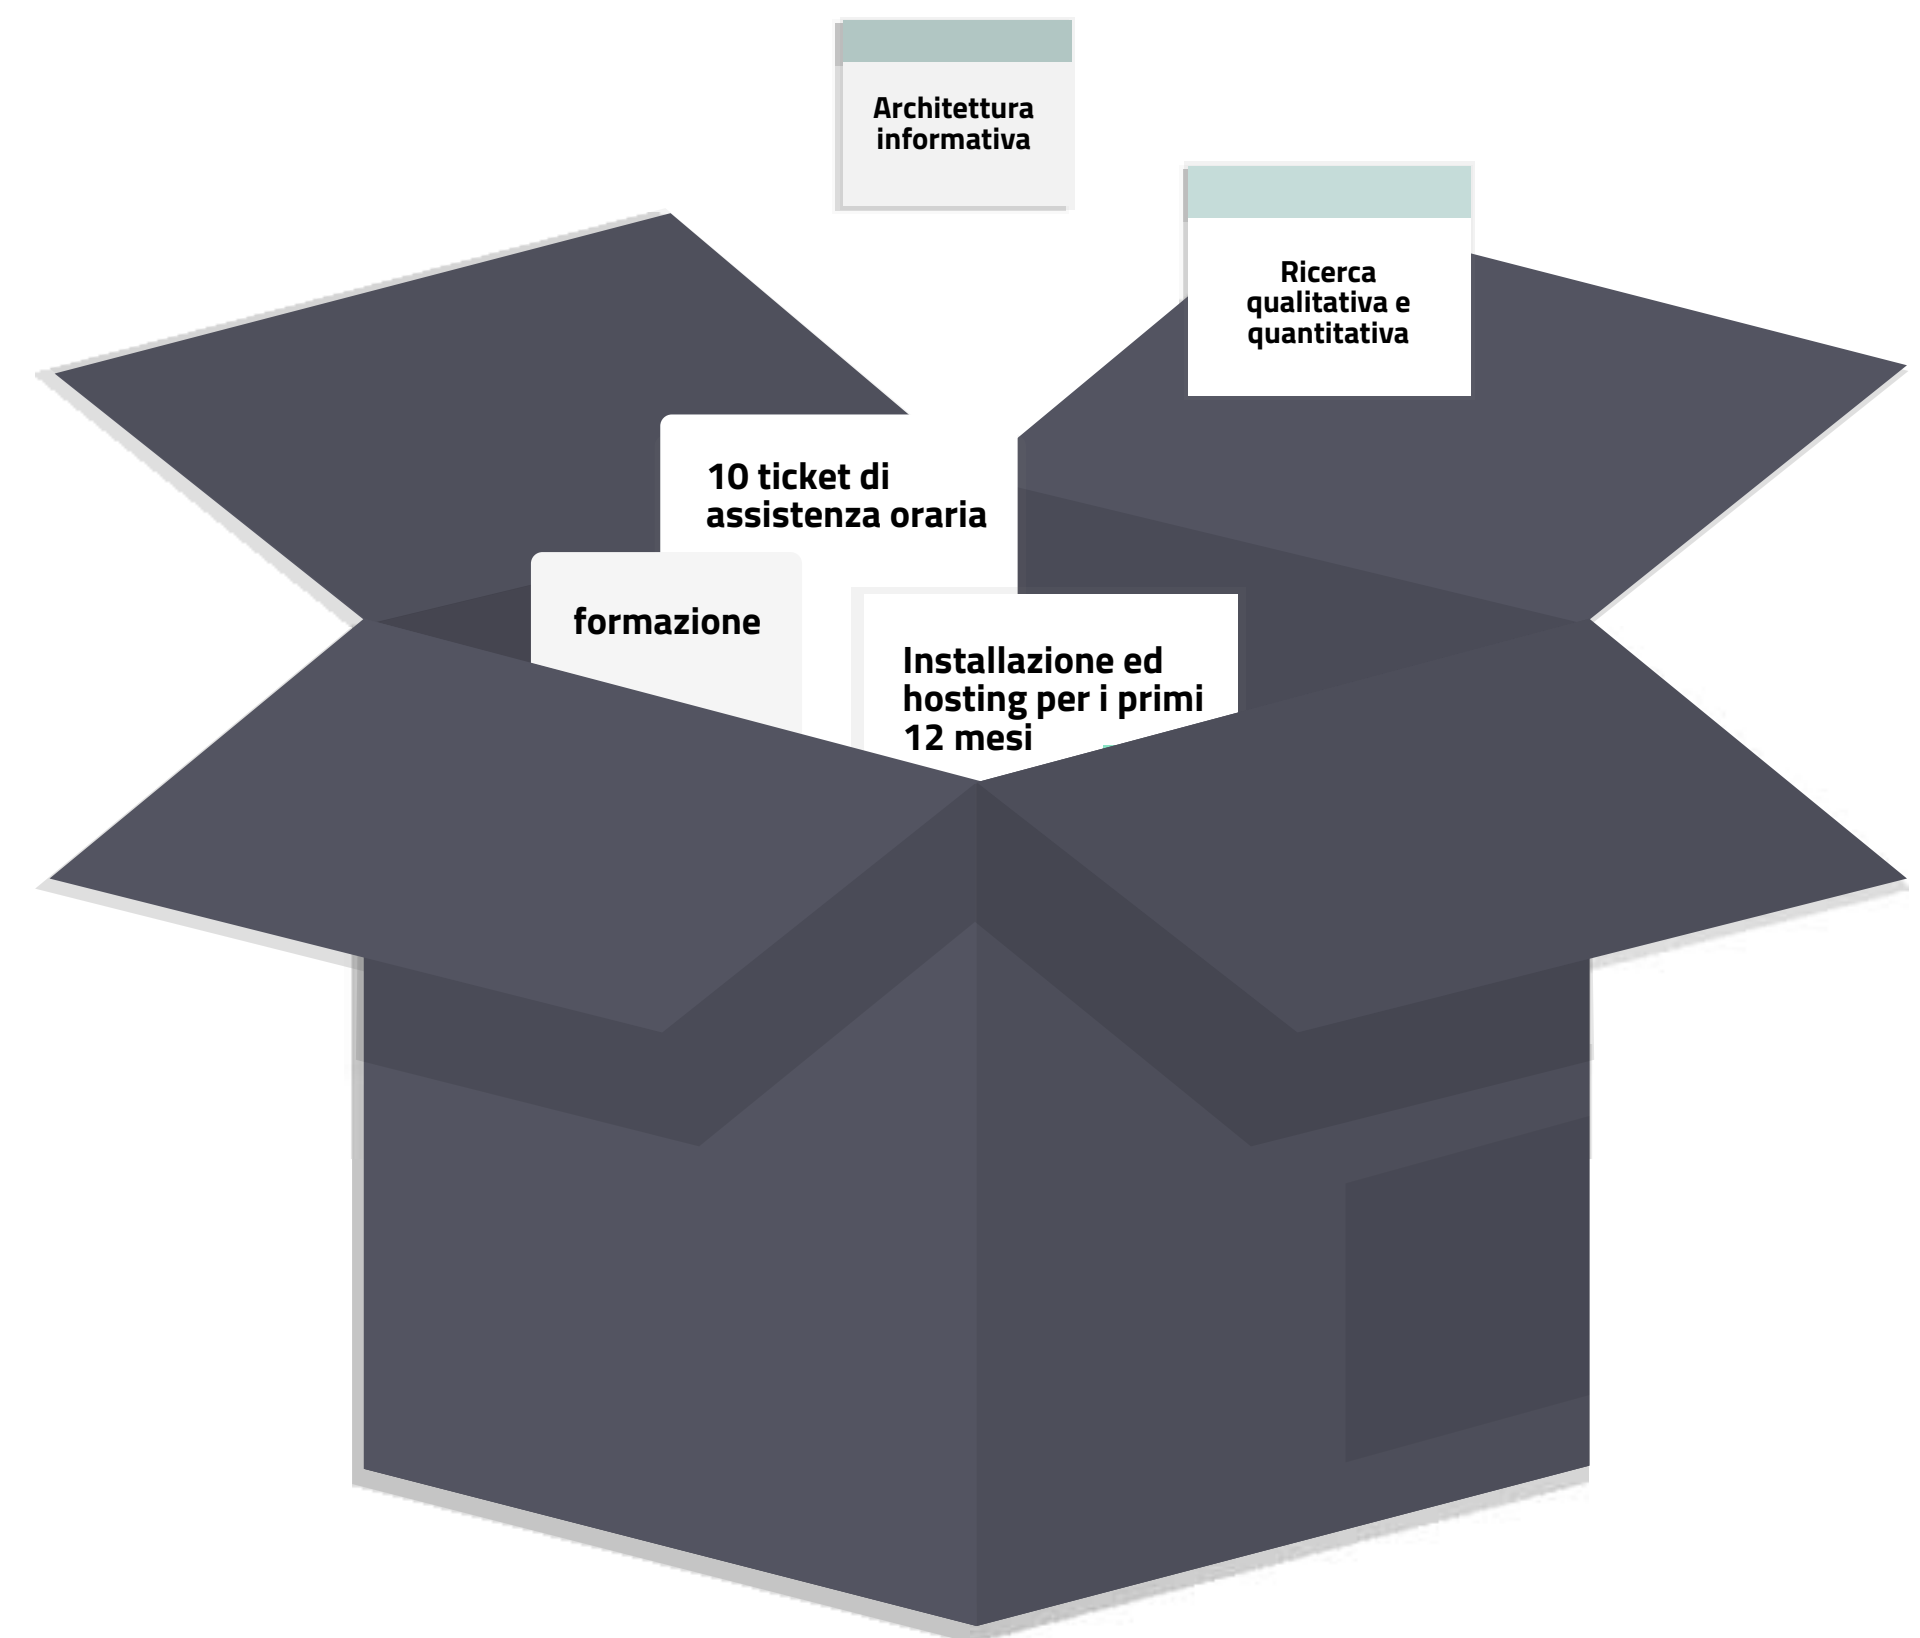 Architettura
informativa
Ricerca
qualitativa e
quantitativa
10 ticket di
assistenza oraria
formazione
Installazione ed
hosting per i primi
12 mesi